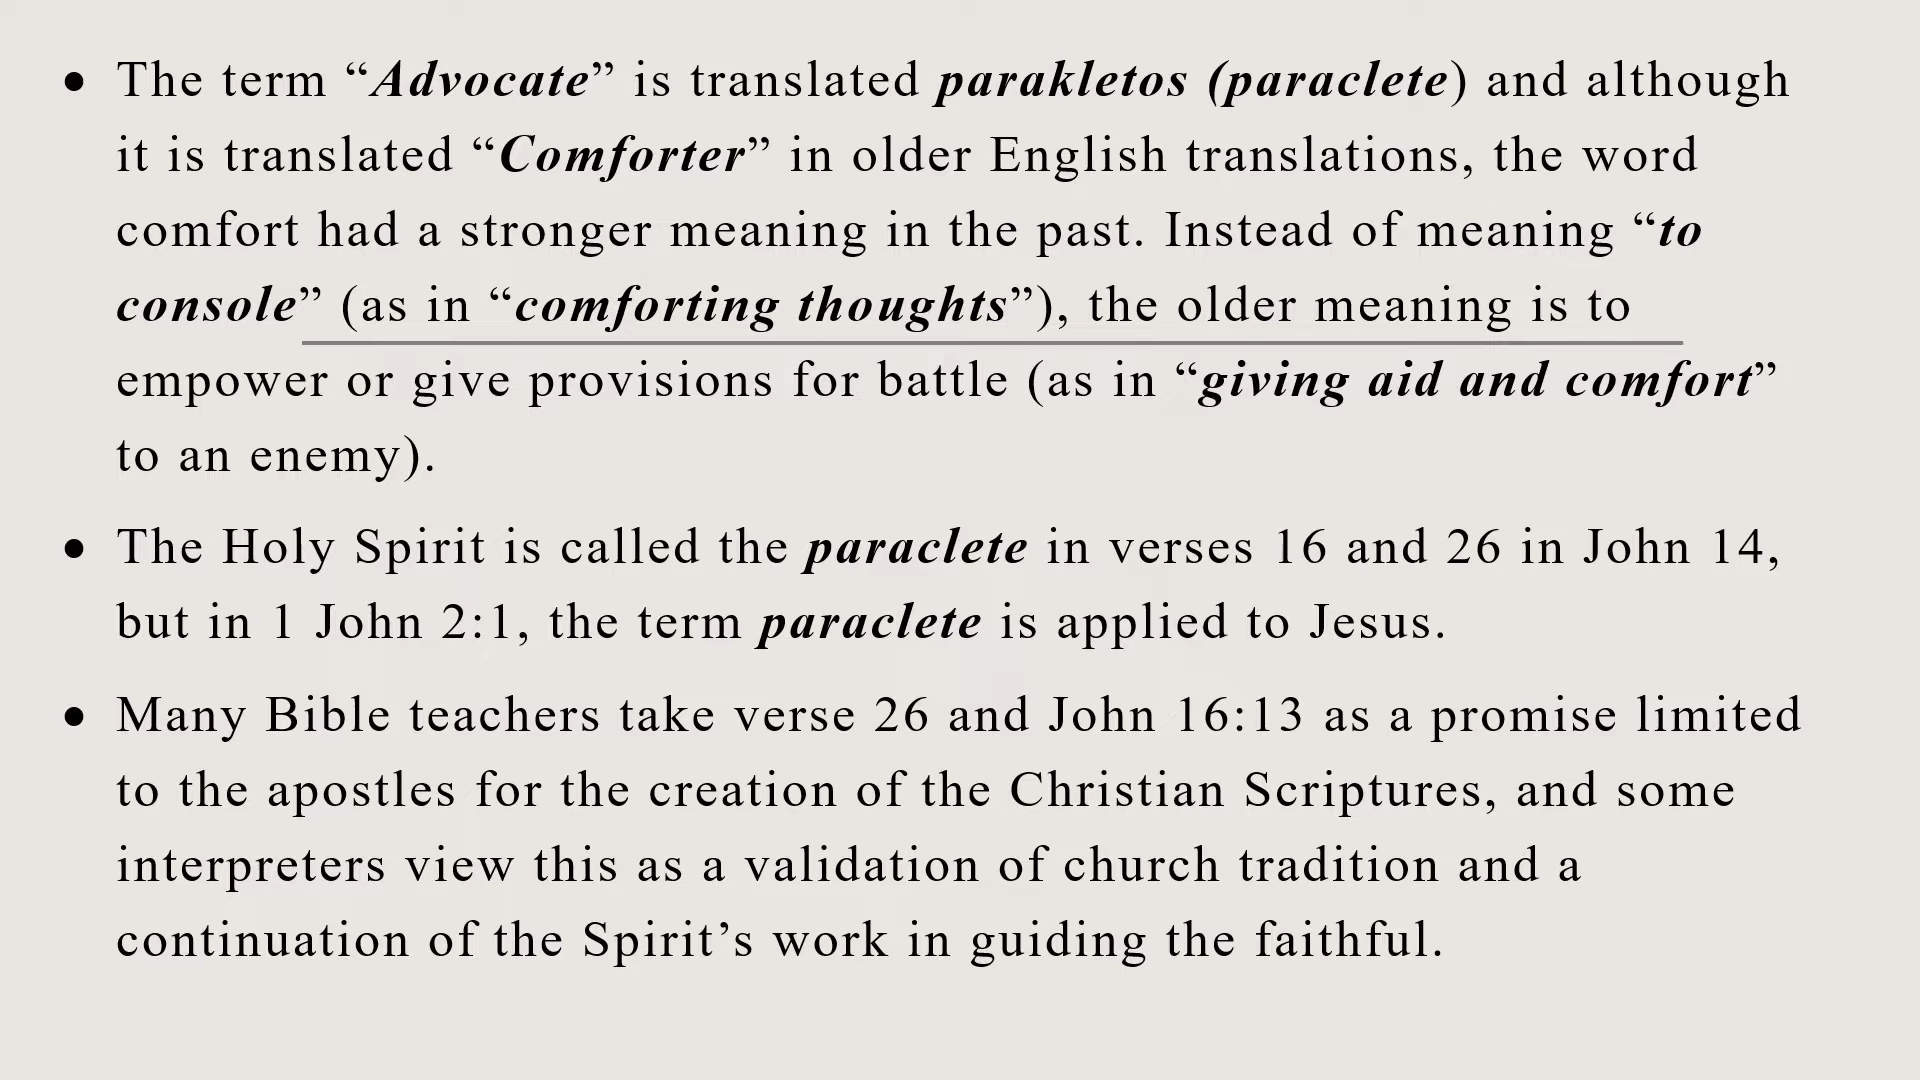 • The term “Advocate” is translated parakletos (paraclete) and although
it is translated “Comforter” in older English translations, the word
comfort had a stronger meaning in the past. Instead of meaning “to
console” (as in “comforting thoughts”), the older meaning is to
empower or give provisions for battle (as in “giving aid and comfort”
to an enemy).
• The Holy Spirit is called the paraclete in verses 16 and 26 in John 14,
but in 1 John 2:1, the term paraclete is applied to Jesus.
• Many Bible teachers take verse 26 and John 16:13 as a promise limited
to the apostles for the creation of the Christian Scriptures, and some
interpreters view this as a validation of church tradition and a
continuation of the Spirit’s work in guiding the faithful.